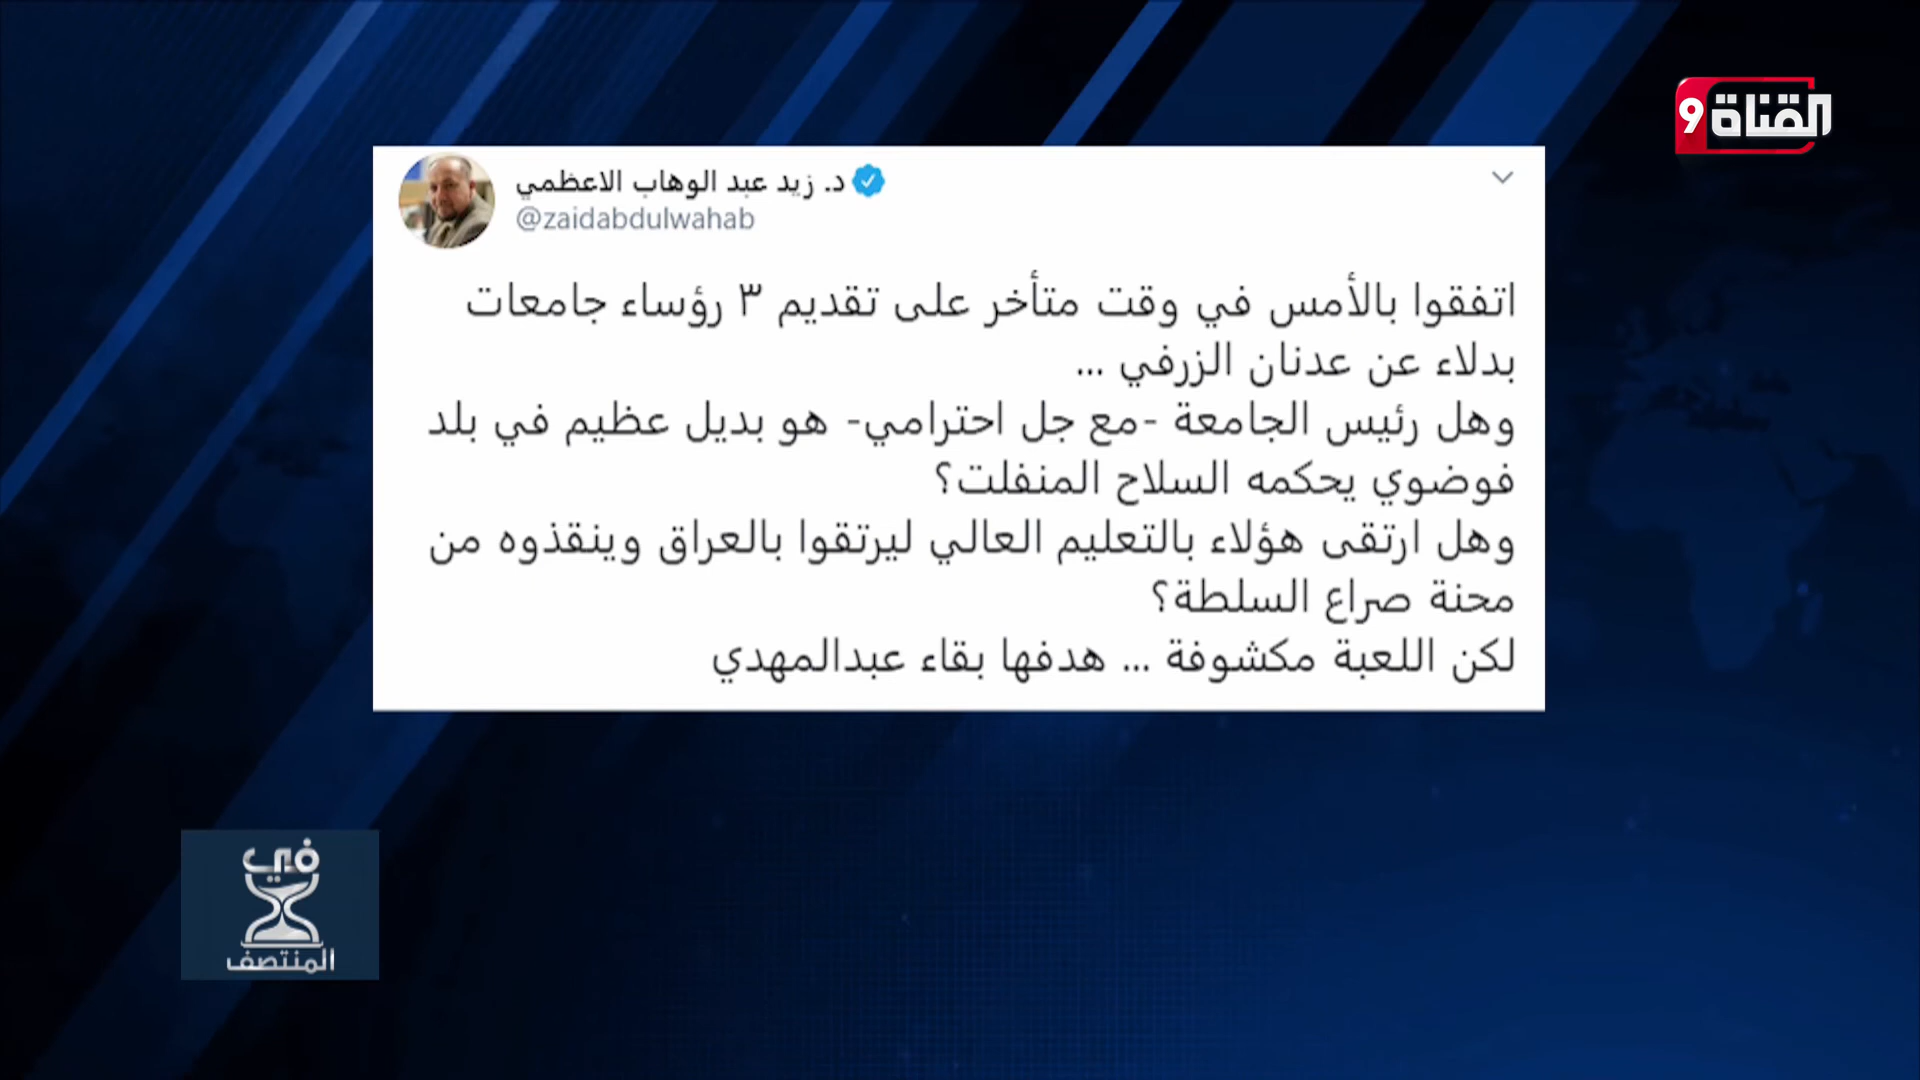 القناة 9
د. زيد عبد الوهاب الاعظمي
@zaidabdulwahab
اتفقوا بالأمس في وقت متأخر على تقديم ٣ رؤساء جامعات
بدلاء عن عدنان الزرفي ...
وهل رئيس الجامعة -مع جل احترامي- هو بديل عظيم في بلد
فوضوي يحكمه السلاح المنفلت؟
وهل ارتقى هؤلاء بالتعليم العالي ليرتقوا بالعراق وينقذوه من
محنة صراع السلطة؟
لكن اللعبة مكشوفة ... هدفها بقاء عبدالمهدي
في
المنتصف